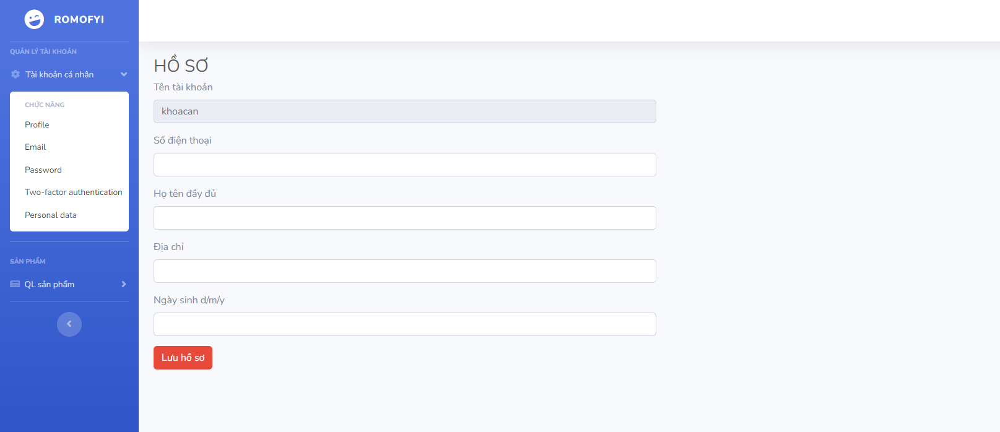 ROMOFYI
QUẢN LÝ TÀI KHOẢN
Tài khoản cá nhân
CHỨC NĂNG
Profile
Email
Password
Two-factor authentication
Personal data
SẢN PHẨM
QL sản phẩm
HỒ SƠ
Tên tài khoản
khoacan
Số điện thoại
Họ tên đầy đủ
Địa chỉ
Ngày sinh d/m/y
Lưu hồ sơ